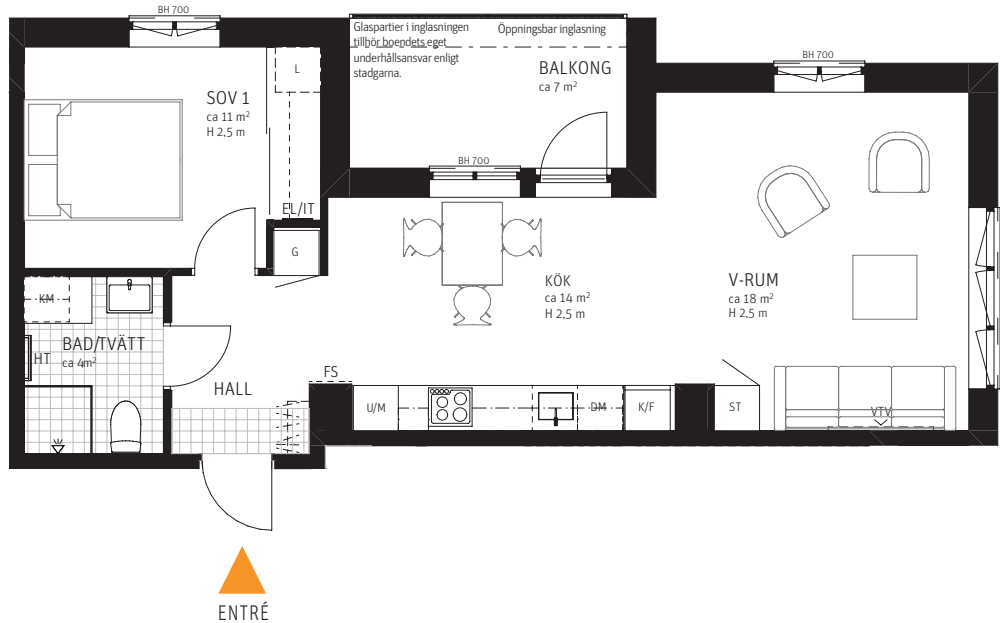 BH 700
Glaspartier i inglasningen
tillhör boendets eget
underhållsansvar enligt
stadgarna.
Öppningsbar inglasning
BALKONG
ca 7 m²
BH 700
L
SOV 1
ca 11 m²
H 2,5 m
BH 700
EL/IT
G
KÖK
ca 14 m²
H 2,5 m
V-RUM
ca 18 m²
H 2,5 m
KM
BAD/TVÄTT
ca 4m²
HT
HALL
FS
U/M
DM
K/F
ST
VTV
ENTRÉ